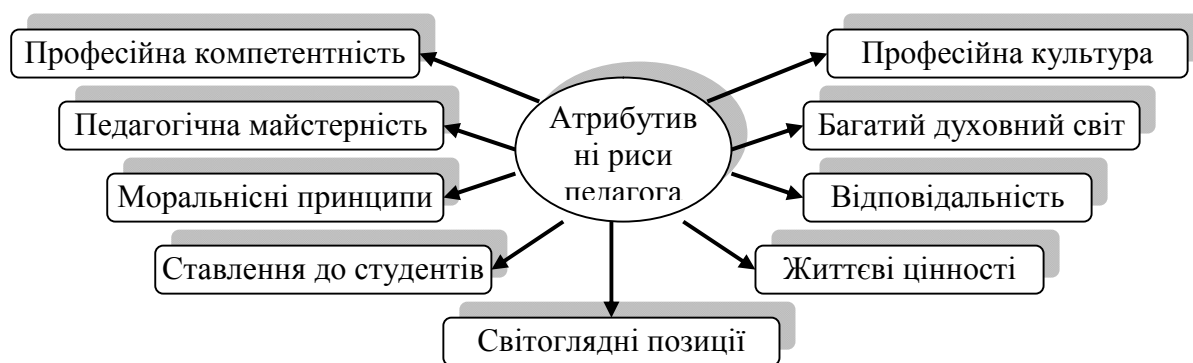 Професійна компетентність
Професійна культура
Педагогічна майстерність
Атрибутив
ні риси
педагога
Багатий духовний світ
Моральнісні принципи
Відповідальність
Ставлення до студентів
Життєві цінності
Світоглядні позиції